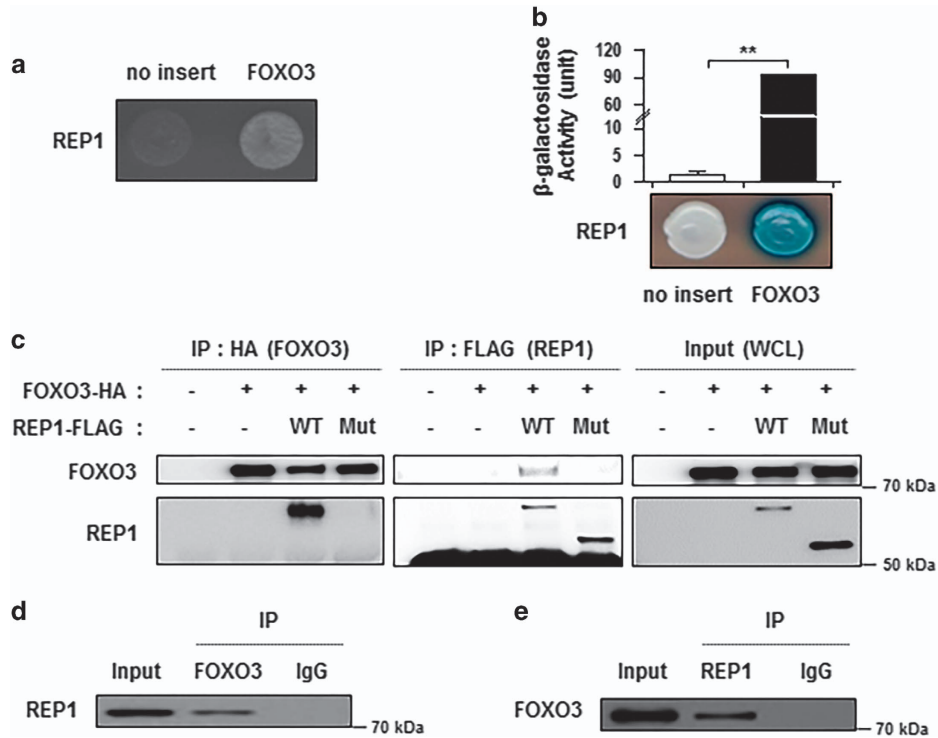 a
no insert FOXO3
REP1
b
β-galactosidase
Activity (unit)
120
90
60
10
5
0
**
REP1
no insert FOXO3
c
IP : HA (FOXO3) IP : FLAG (REP1) Input (WCL)
FOXO3-HA : - + + + - + + + - + + +
REP1-FLAG : - - WT Mut - - WT Mut - - WT Mut
FOXO3
70 kDa
REP1
50 kDa
d
IP
Input FOXO3 IgG
REP1
70 kDa
e
IP
Input REP1 IgG
FOXO3
70 kDa